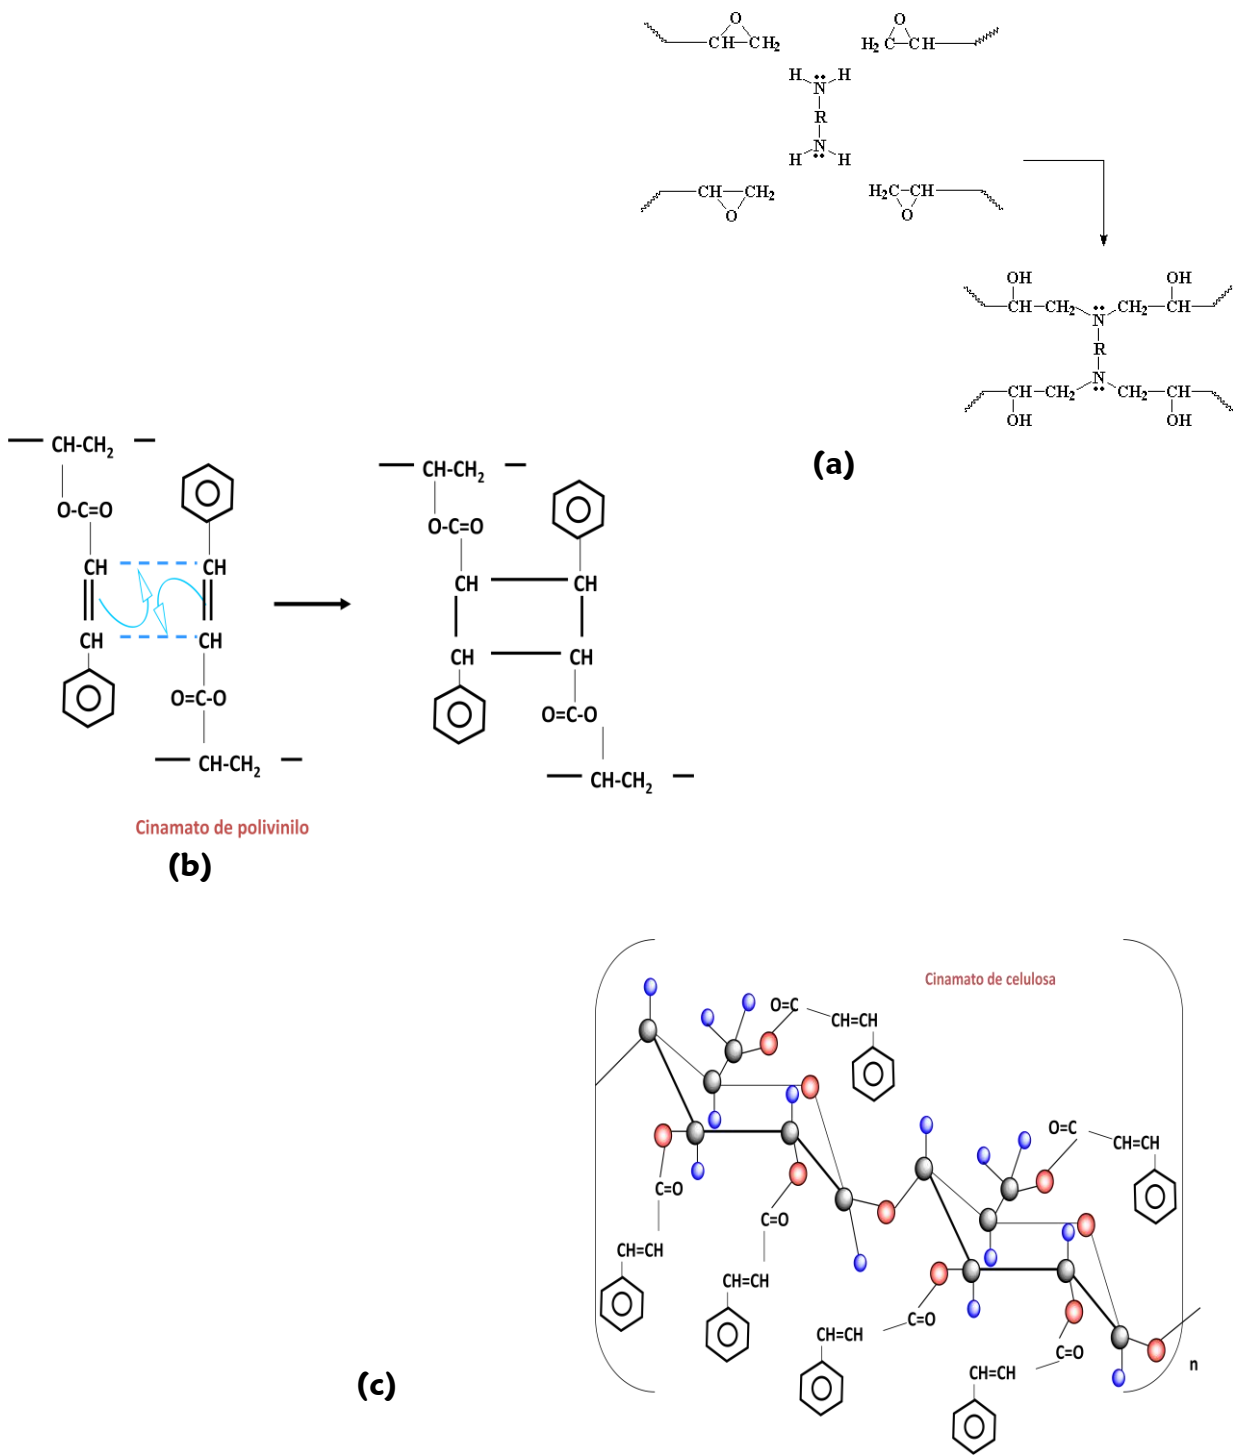 O
CH CH2
O
H2 C CH
H N H
R
H N H
CH CH2
O
H2C CH
O
OH
CH CH2 N CH2 CH
OH
R
CH CH2 N CH2 CH
OH
OH
(a)
CH-CH2
O-C=O
CH
CH
CH
CH
O=C-O
CH-CH2
CH-CH2
O-C=O
CH
CH
CH
CH
O=C-O
CH-CH2
Cinamato de polivinilo
(b)
Cinamato de celulosa
O=C
CH=CH
O=C
CH=CH
C=O
C=O
CH=CH
CH=CH
C=O
CH=CH
C=O
CH=CH
n
(c)